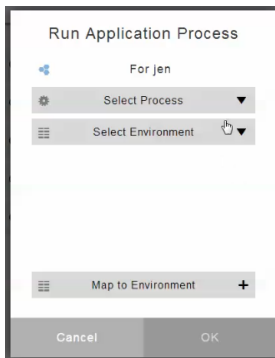 Run Application Process
For jen
Select Process
Select Environment
Map to Environment
Cancel
OK